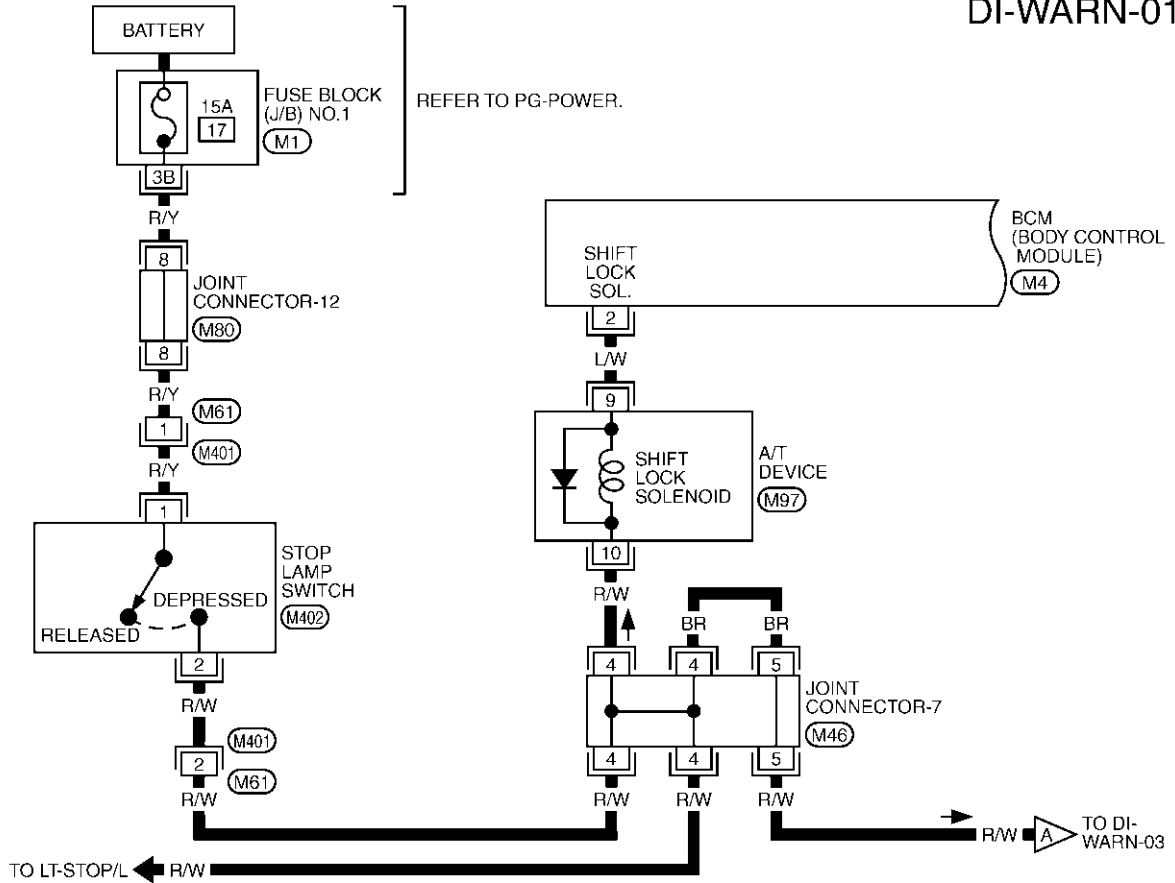 DI-WARN-01
BATTERY
15A
17
FUSE BLOCK
(J/B) NO.1
M1
REFER TO PG-POWER.
3B
R/Y
8
JOINT
CONNECTOR-12
M80
8
R/Y
M61
1
M401
R/Y
1
STOP
LAMP
SWITCH
M402
DEPRESSED
RELEASED
2
R/W
M401
2
M61
R/W
BCM
(BODY CONTROL
MODULE)
M4
SHIFT
LOCK
SOL.
2
L/W
9
SHIFT
LOCK
SOLENOID
A/T
DEVICE
M97
10
R/W
BR
BR
4
4
5
JOINT
CONNECTOR-7
M46
4
4
5
R/W
R/W
R/W
R/W
A
TO DI-
WARN-03
TO LT-STOP/L
R/W